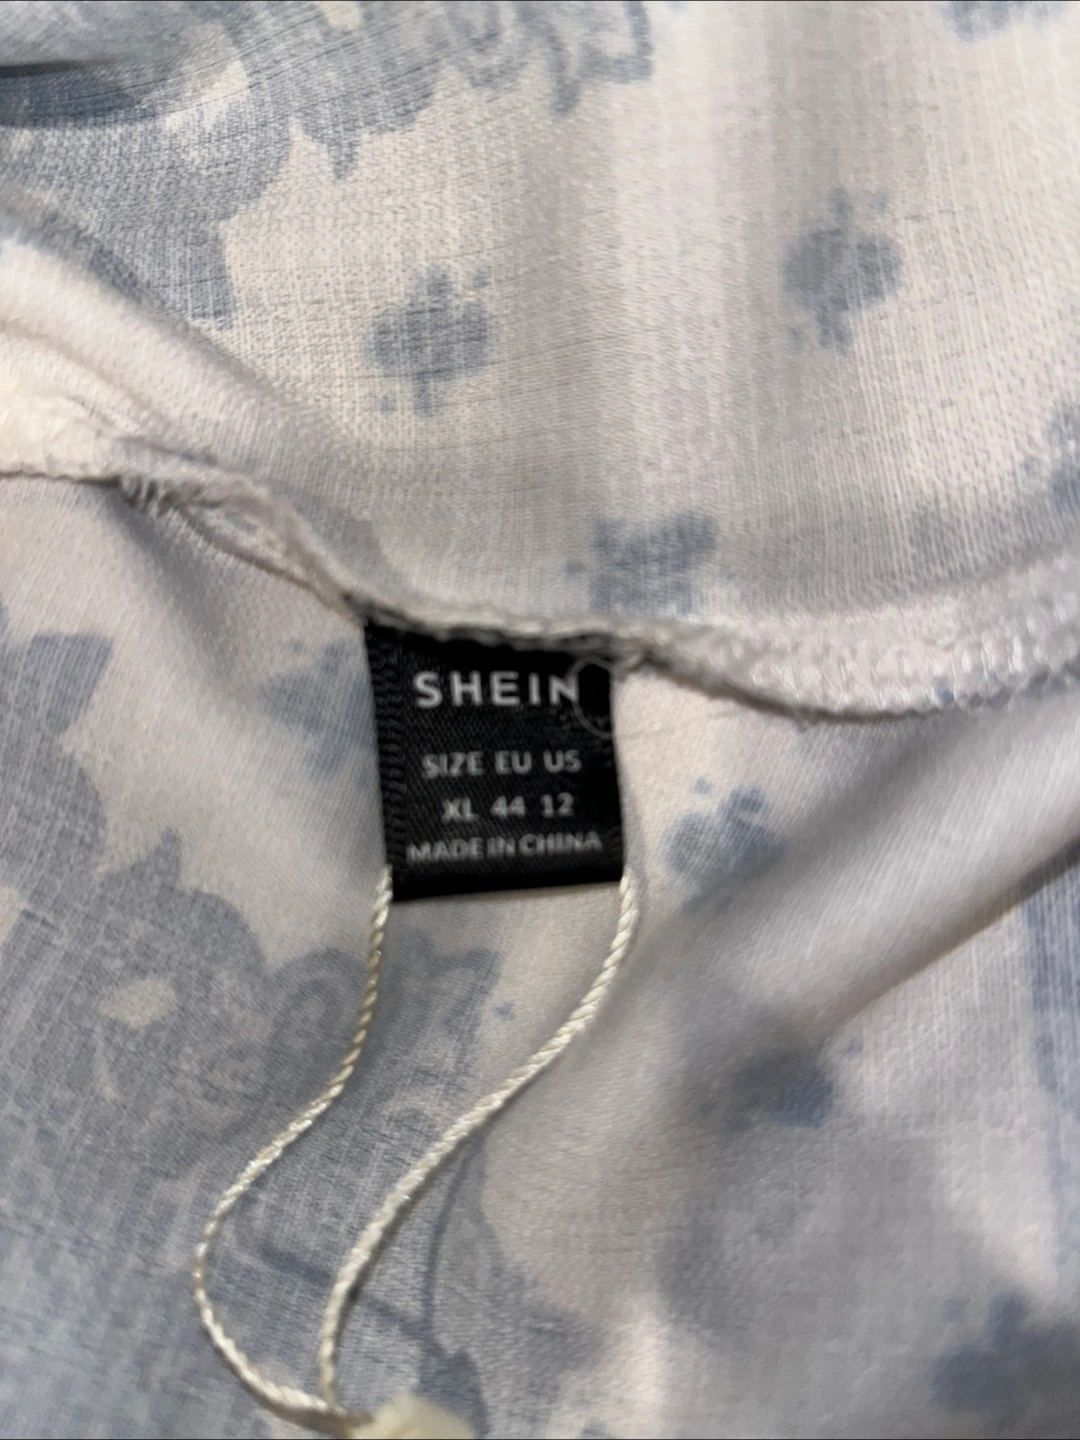 SHEIN
SIZE EU US
XL 44 12
MADE IN CHINA